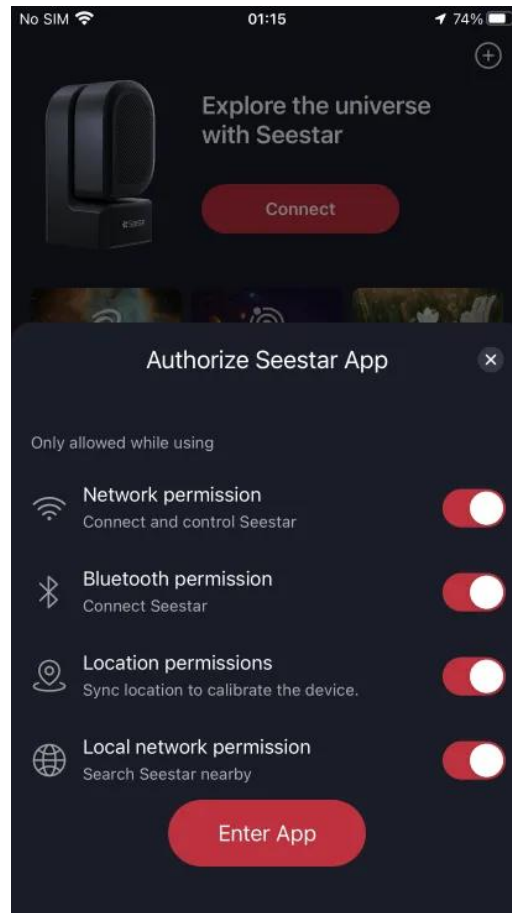 No SIM
01:15
74%
Explore the universe
with Seestar
Connect
Seestar
Authorize Seestar App
Only allowed while using
Network permission
Connect and control Seestar
Bluetooth permission
Connect Seestar
Location permissions
Sync location to calibrate the device.
Local network permission
Search Seestar nearby
Enter App